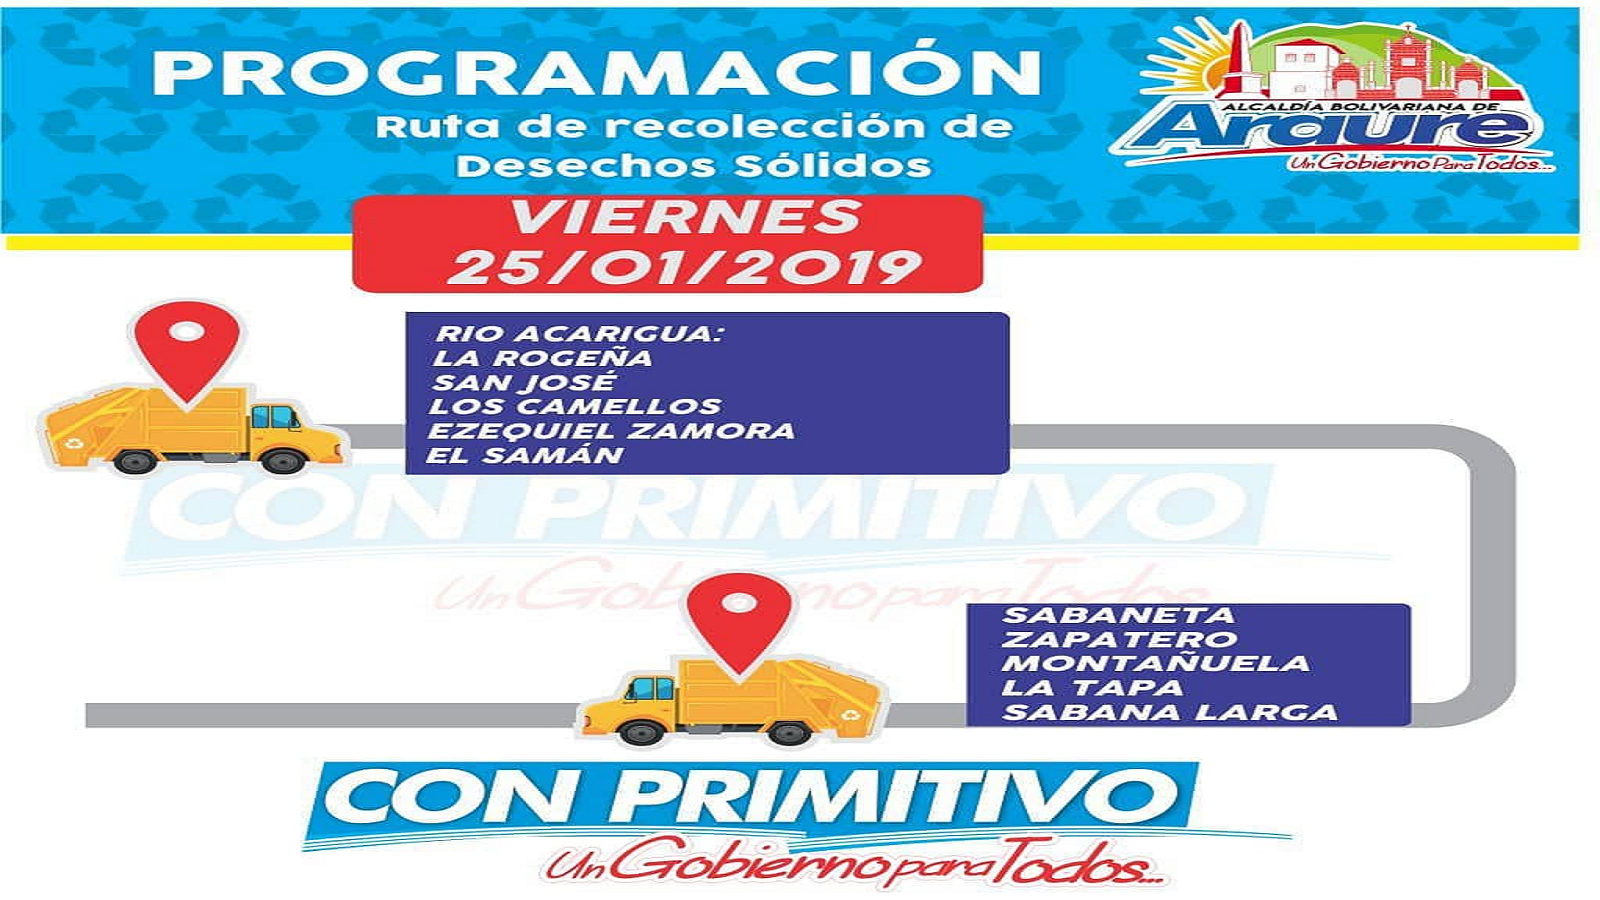 PROGRAMACIÓN
Ruta de recolección de
Desechos Sólidos
ALCALDÍA BOLIVARIANA DE
Araure
Un Gobierno Para Todos...
VIERNES
25/01/2019
RIO ACARIGUA:
LA ROGEÑA
SAN JOSÉ
LOS CAMELLOS
EZEQUIEL ZAMORA
EL SAMÁN
CON PRIMITIVO
Un Gobierno para Todos
SABANETA
ZAPATERO
MONTAÑUELA
LA TAPA
SABANA LARGA
CON PRIMITIVO
Un Gobierno para Todos...